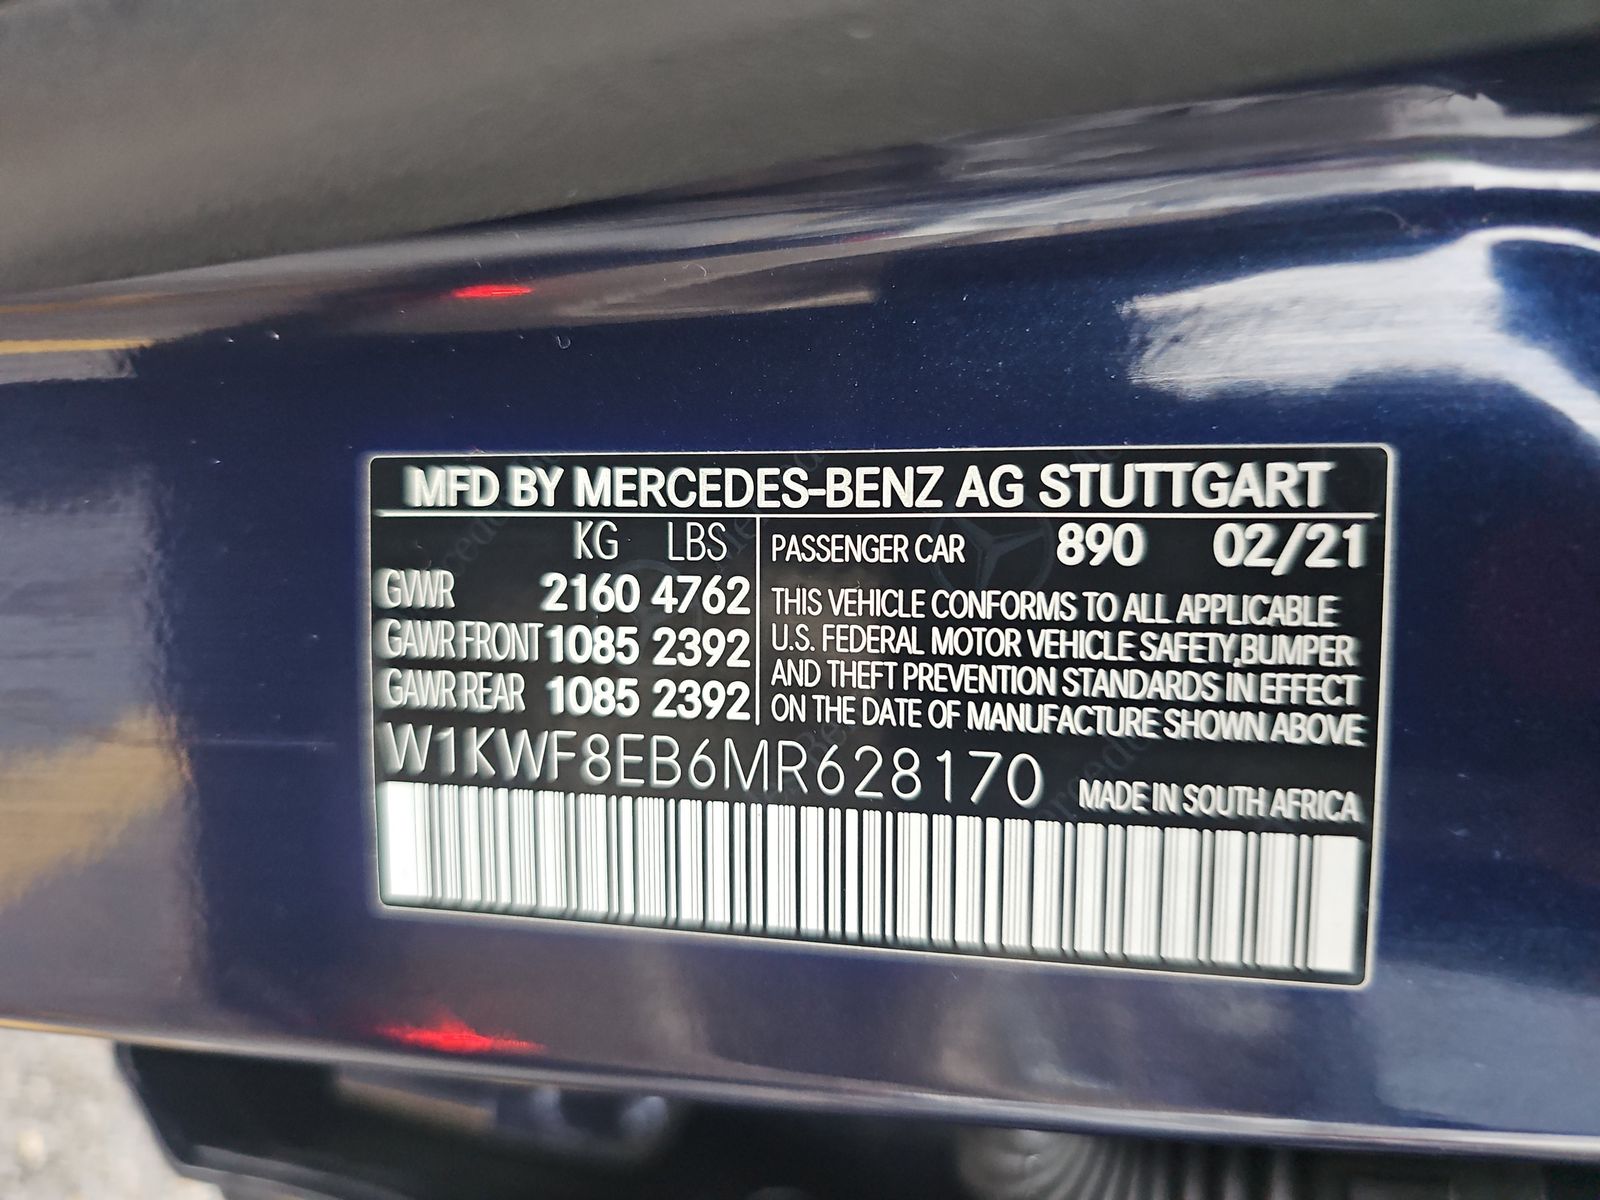 MFD BY MERCEDES-BENZ AG STUTTGART
KG LBS
GVWR 2160 4762
GAWR FRONT 1085 2392
GAWR REAR 1085 2392
PASSENGER CAR 890 02/21
THIS VEHICLE CONFORMS TO ALL APPLICABLE
U.S. FEDERAL MOTOR VEHICLE SAFETY,BUMPER
AND THEFT PREVENTION STANDARDS IN EFFECT
ON THE DATE OF MANUFACTURE SHOWN ABOVE
W1KWF8EB6MR628170
MADE IN SOUTH AFRICA